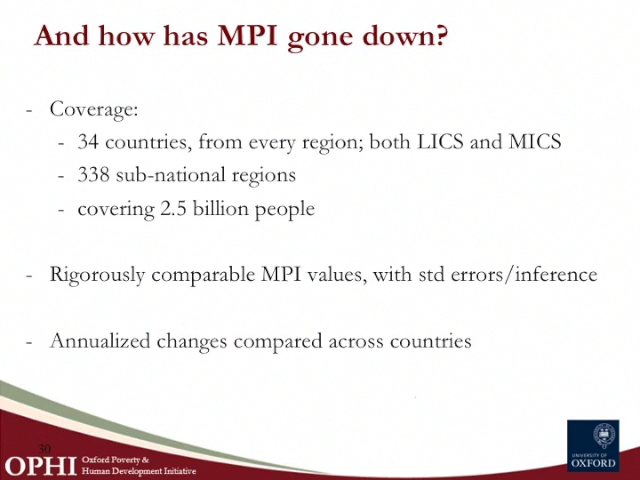 And how has MPI gone down?
- Coverage:
- 34 countries, from every region; both LICS and MICS
- 338 sub-national regions
- covering 2.5 billion people
- Rigorously comparable MPI values, with std errors/inference
- Annualized changes compared across countries
30
OPHI Oxford Poverty &
Human Development Initiative
UNIVERSITY OF
OXFORD